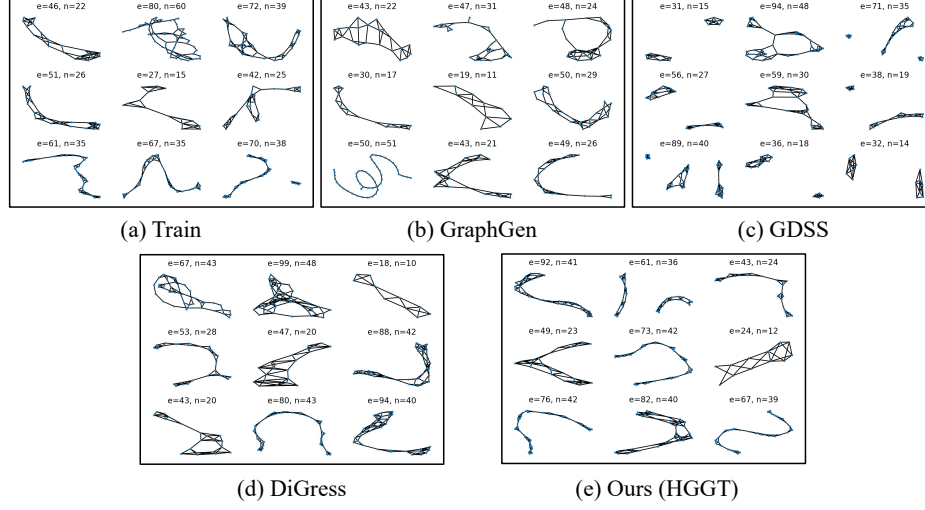 e=46, n=22 e=80, n=60 e=72, n=39
e=51, n=26 e=27, n=15 e=42, n=25
e=61, n=35 e=67, n=35 e=70, n=38
(a) Train
e=43, n=22 e=47, n=31 e=48, n=24
e=30, n=17 e=19, n=11 e=50, n=29
e=50, n=51 e=43, n=21 e=49, n=26
(b) GraphGen
e=31, n=15 e=94, n=48 e=71, n=35
e=56, n=27 e=59, n=30 e=38, n=19
e=89, n=40 e=36, n=18 e=32, n=14
(c) GDSS
e=67, n=43 e=99, n=48 e=18, n=10
e=53, n=28 e=47, n=20 e=88, n=42
e=43, n=20 e=80, n=43 e=94, n=40
(d) DiGress
e=92, n=41 e=61, n=36 e=43, n=24
e=49, n=23 e=73, n=42 e=24, n=12
e=76, n=42 e=82, n=40 e=67, n=39
(e) Ours (HGGT)